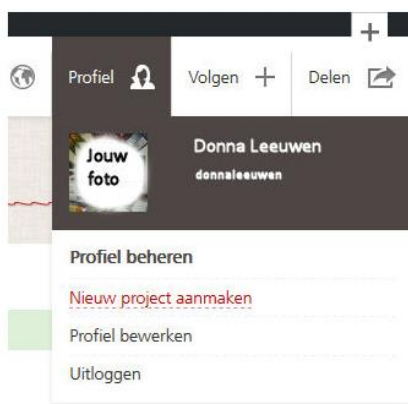 Profiel Volgen Delen
Jouw
foto
Donna Leeuwen
donnaleeuwen
Profiel beheren
Nieuw project aanmaken
Profiel bewerken
Uitloggen